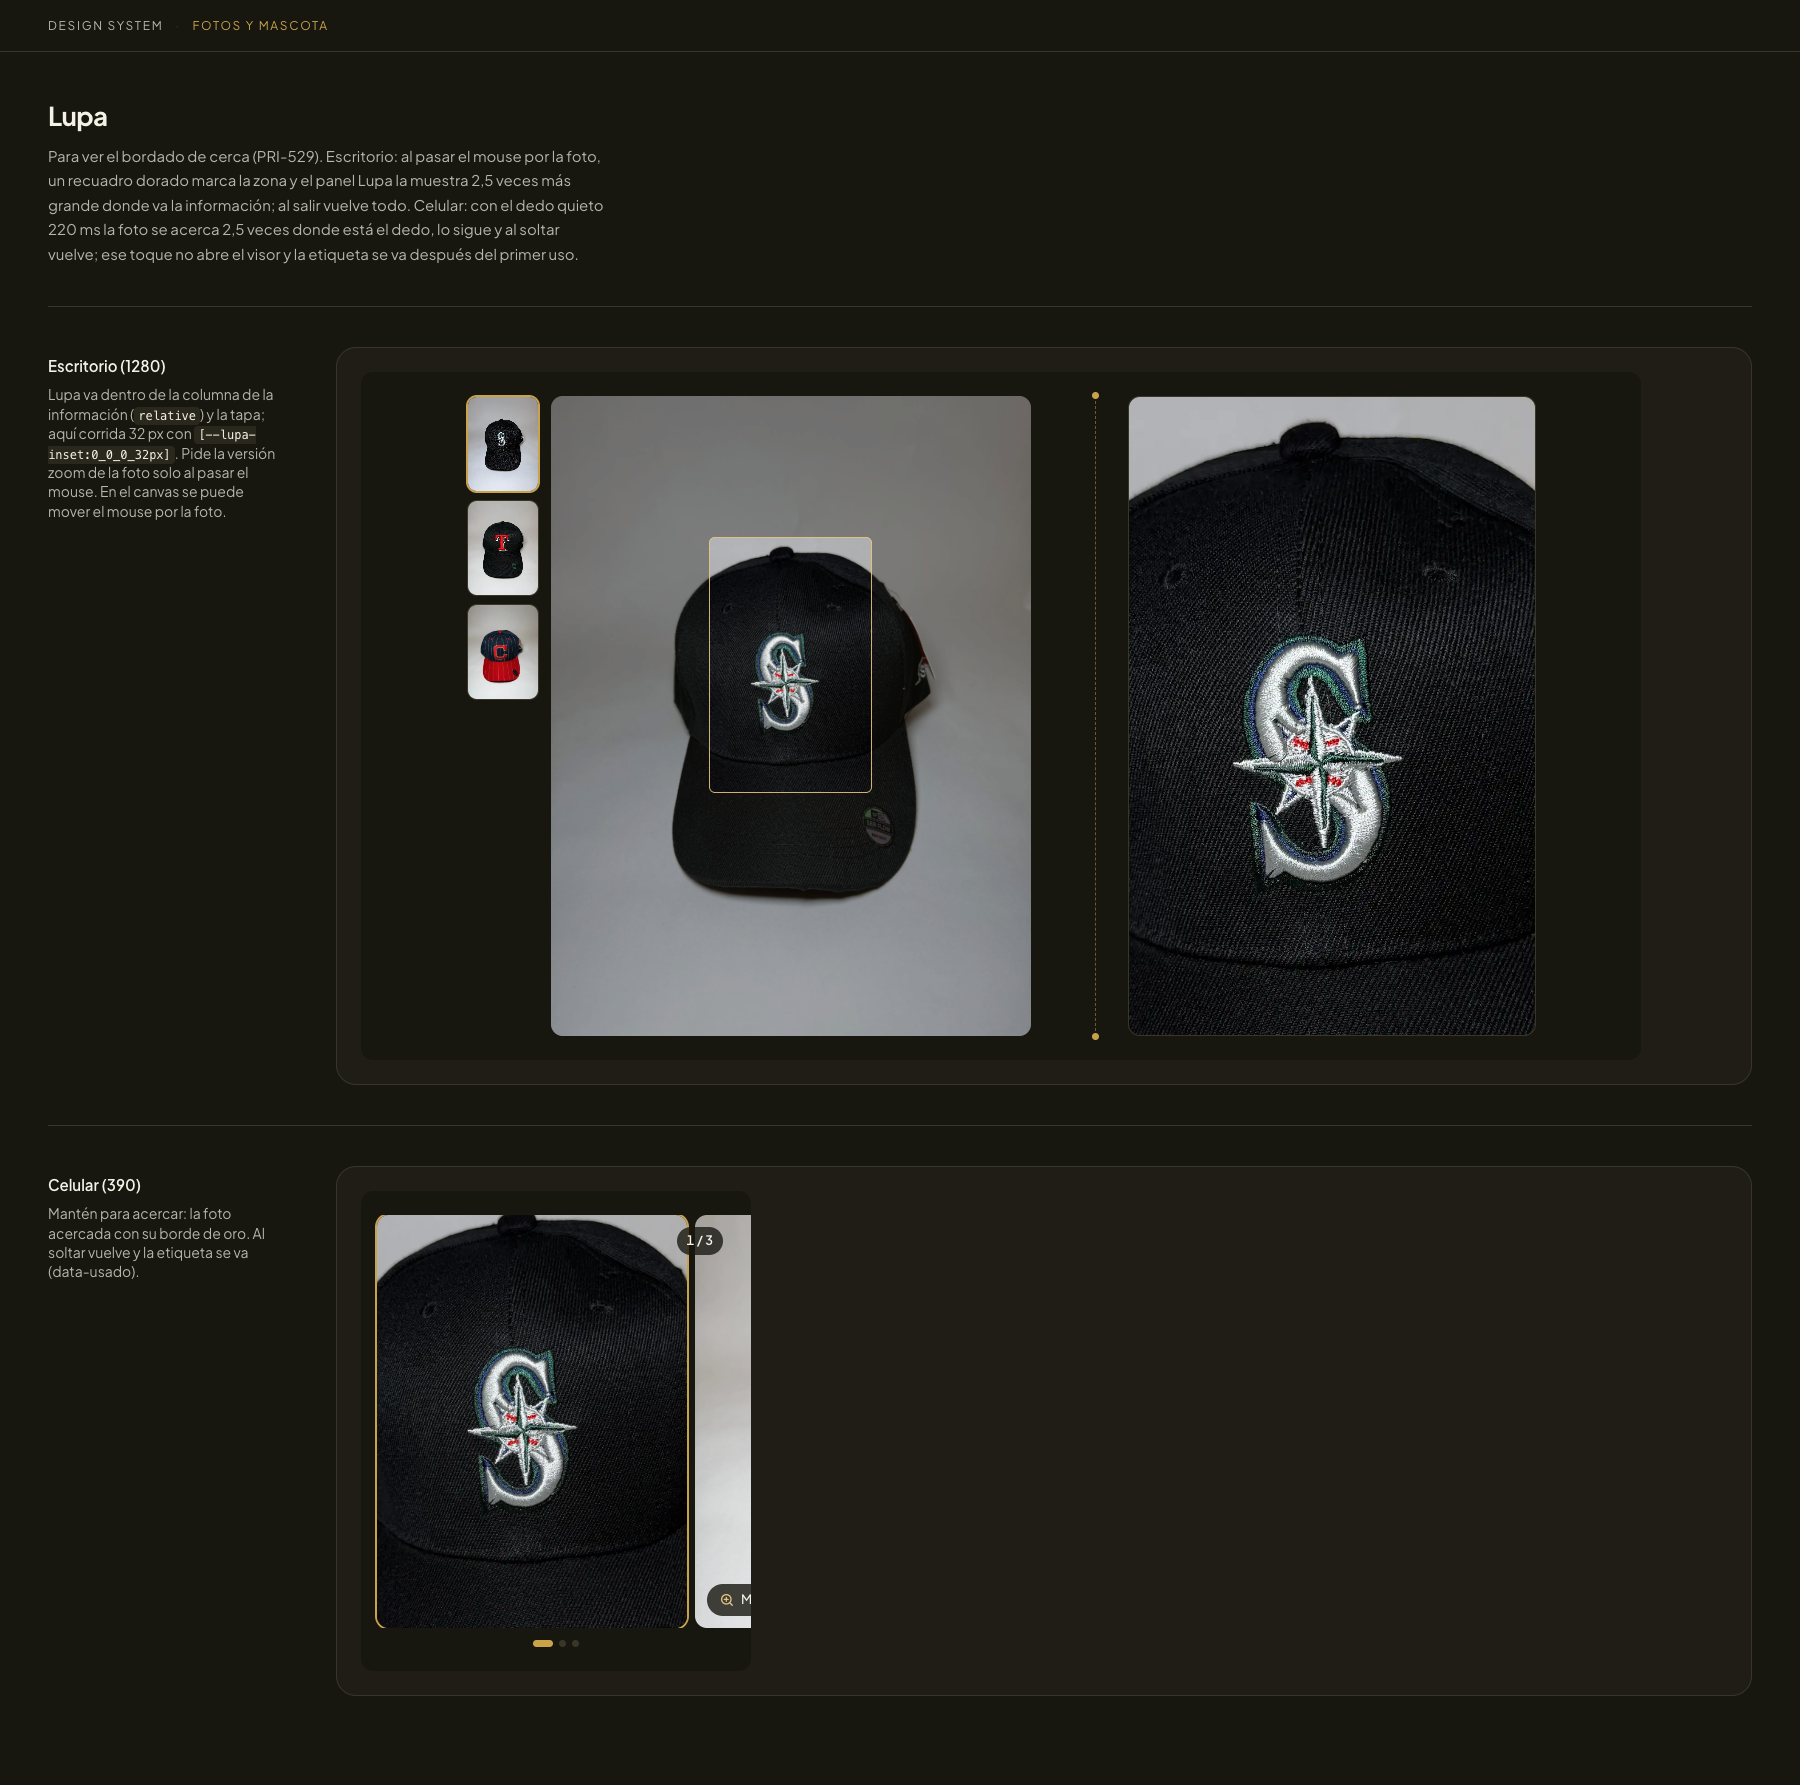 DESIGN SYSTEM · FOTOS Y MASCOTA
Lupa
Para ver el bordado de cerca (PRI-529). Escritorio: al pasar el mouse por la foto,
un recuadro dorado marca la zona y el panel Lupa la muestra 2,5 veces más
grande donde va la información; al salir vuelve todo. Celular: con el dedo quieto
220 ms la foto se acerca 2,5 veces donde está el dedo, lo sigue y al soltar
vuelve; ese toque no abre el visor y la etiqueta se va después del primer uso.
Escritorio (1280)
Lupa va dentro de la columna de la
información ( relative ) y la tapa;
aquí corrida 32 px con [--lupa-
inset:0_0_0_32px] . Pide la versión
zoom de la foto solo al pasar el
mouse. En el canvas se puede
mover el mouse por la foto.
S
T
C
S
S
Celular (390)
Mantén para acercar: la foto
acercada con su borde de oro. Al
soltar vuelve y la etiqueta se va
(data-usado).
1/3
S
M